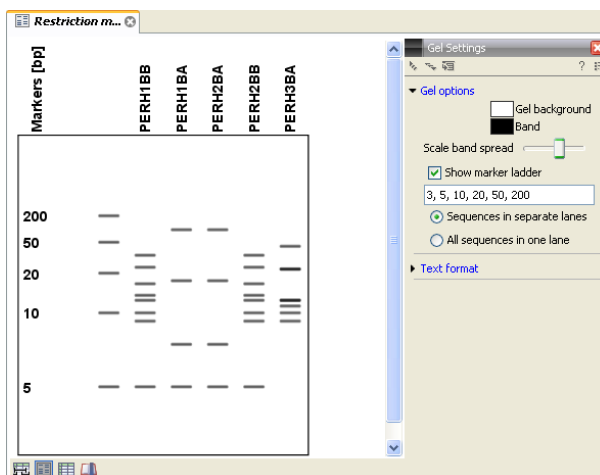 Restriction m...
Markers [bp]
PERH1BB
PERH1BA
PERH2BA
PERH2BB
PERH3BA
200
50
20
10
5
Gel Settings
?
Gel options
Gel background
Band
Scale band spread
Show marker ladder
3, 5, 10, 20, 50, 200
Sequences in separate lanes
All sequences in one lane
Text format